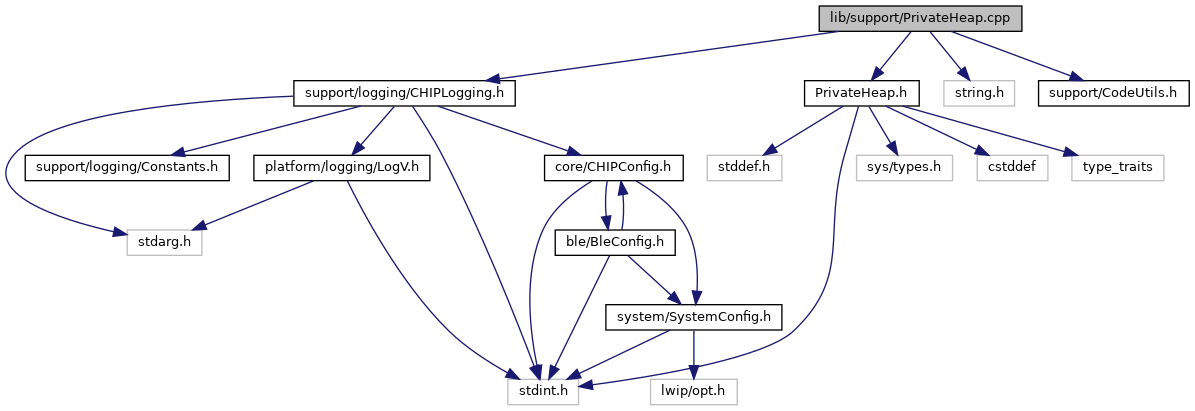 lib/support/PrivateHeap.cpp
support/logging/CHIPLogging.h
PrivateHeap.h
string.h
support/CodeUtils.h
support/logging/Constants.h
platform/logging/LogV.h
core/CHIPConfig.h
stddef.h
sys/types.h
cstddef
type_traits
stdarg.h
ble/BleConfig.h
system/SystemConfig.h
stdint.h
lwip/opt.h